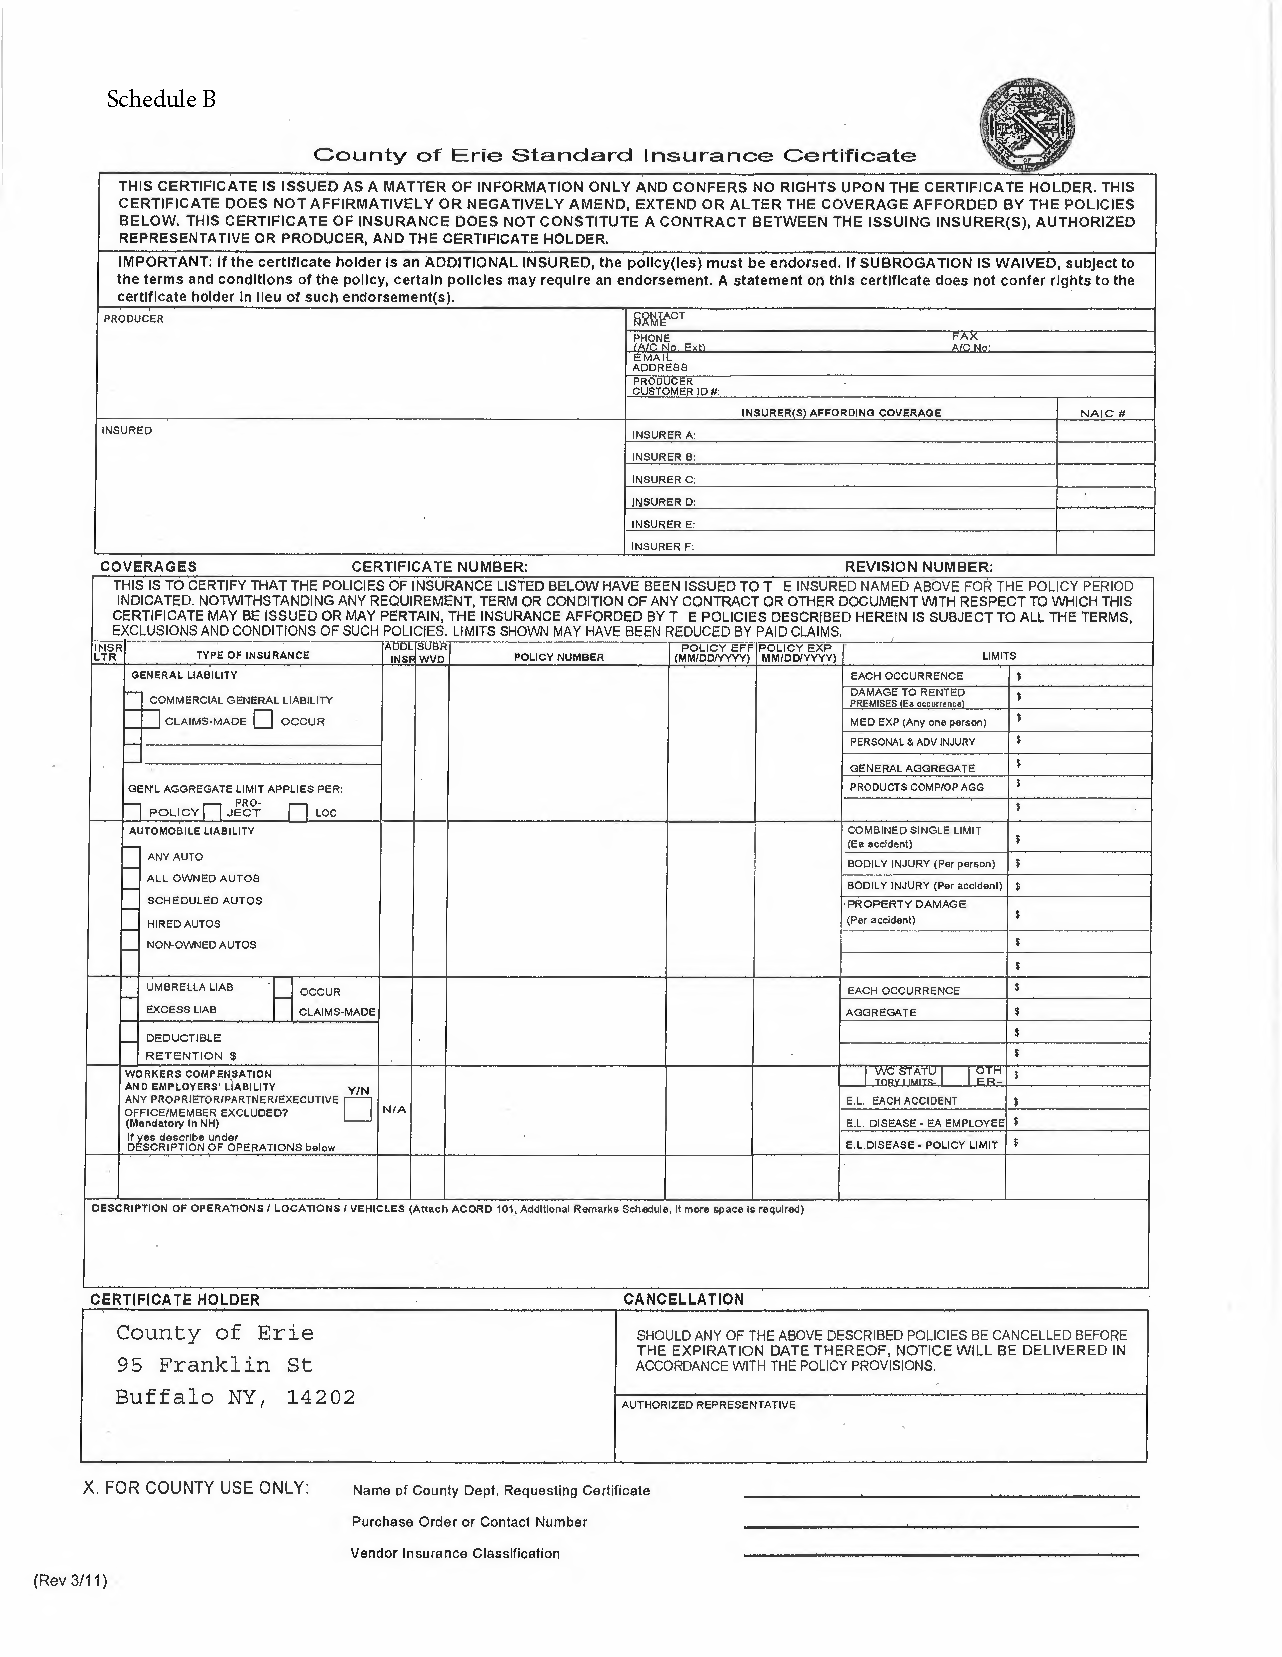 Schedule B
County of Erie Standard Insurance Certificate
THIS CERTIFICATE IS ISSUED AS A MATTER OF INFORMATION ONLY AND CONFERS NO RIGHTS UPON THE CERTIFICATE HOLDER. THIS
CERTIFICATE DOES NOT AFFIRMATIVELY OR NEGATIVELY AMEND, EXTEND OR ALTER THE COVERAGE AFFORDED BY THE POLICIES
BELOW. THIS CERTIFICATE OF INSURANCE DOES NOT CONSTITUTE A CONTRACT BETWEEN THE ISSUING INSURER(S), AUTHORIZED
REPRESENTATIVE OR PRODUCER, AND THE CERTIFICATE HOLDER.
IMPORTANT: If the certificate holder is an ADDITIONAL INSURED, the policy(ies) must be endorsed. If SUBROGATION IS WAIVED, subject to
the terms and conditions of the policy, certain policies may require an endorsement. A statement on this certificate does not confer rights to the
certificate holder in lieu of such endorsement(s).
PRODUCER
CONTACT
NAME
PHONE FAX
(A/C No. Ext) A/C No:
EMAIL
ADDRESS
PRODUCER
CUSTOMER ID #:
INSURER(S) AFFORDING COVERAGE NAIC #
INSURED
INSURER A:
INSURER B:
INSURER C:
INSURER D:
INSURER E:
INSURER F:
COVERAGES CERTIFICATE NUMBER: REVISION NUMBER:
THIS IS TO CERTIFY THAT THE POLICIES OF INSURANCE LISTED BELOW HAVE BEEN ISSUED TO T E INSURED NAMED ABOVE FOR THE POLICY PERIOD
INDICATED. NOTWITHSTANDING ANY REQUIREMENT, TERM OR CONDITION OF ANY CONTRACT OR OTHER DOCUMENT WITH RESPECT TO WHICH THIS
CERTIFICATE MAY BE ISSUED OR MAY PERTAIN, THE INSURANCE AFFORDED BY T E POLICIES DESCRIBED HEREIN IS SUBJECT TO ALL THE TERMS,
EXCLUSIONS AND CONDITIONS OF SUCH POLICIES. LIMITS SHOWN MAY HAVE BEEN REDUCED BY PAID CLAIMS.
INSR LTR TYPE OF INSURANCE ADDL INSR SUBR WVD POLICY NUMBER POLICY EFF (MM/DD/YYYY) POLICY EXP MM/DD/YYYY) LIMITS
GENERAL LIABILITY
COMMERCIAL GENERAL LIABILITY
CLAIMS-MADE OCCUR
GEN'L AGGREGATE LIMIT APPLIES PER:
POLICY PRO-JECT LOC
EACH OCCURRENCE $
DAMAGE TO RENTED
PREMISES (Ea occurrence) $
MED EXP (Any one person) $
PERSONAL & ADV INJURY $
GENERAL AGGREGATE $
PRODUCTS COMP/OP AGG $
$
AUTOMOBILE LIABILITY
ANY AUTO
ALL OWNED AUTOS
SCHEDULED AUTOS
HIRED AUTOS
NON-OWNED AUTOS
COMBINED SINGLE LIMIT
(Ea accident) $
BODILY INJURY (Per person) $
BODILY INJURY (Per accident) $
PROPERTY DAMAGE
(Per accident) $
$
$
UMBRELLA LIAB OCCUR
EXCESS LIAB CLAIMS-MADE
DEDUCTIBLE
RETENTION $
EACH OCCURRENCE $
AGGREGATE $
$
$
WORKERS COMPENSATION
AND EMPLOYERS' LIABILITY Y/N
ANY PROPRIETOR/PARTNER/EXECUTIVE
OFFICE/MEMBER EXCLUDED? N/A
(Mandatory in NH)
If yes describe under
DESCRIPTION OF OPERATIONS below
WC STATU OTH $
TORY LIMITS- ER-
E.L. EACH ACCIDENT $
E.L. DISEASE - EA EMPLOYEE $
E.L.DISEASE - POLICY LIMIT $
DESCRIPTION OF OPERATIONS / LOCATIONS / VEHICLES (Attach ACORD 101, Additional Remarks Schedule, it more space is required)
CERTIFICATE HOLDER CANCELLATION
County of Erie
95 Franklin St
Buffalo NY, 14202
SHOULD ANY OF THE ABOVE DESCRIBED POLICIES BE CANCELLED BEFORE
THE EXPIRATION DATE THEREOF, NOTICE WILL BE DELIVERED IN
ACCORDANCE WITH THE POLICY PROVISIONS.
AUTHORIZED REPRESENTATIVE
X. FOR COUNTY USE ONLY: Name of County Dept. Requesting Certificate
Purchase Order or Contact Number
Vendor Insurance Classification
(Rev 3/11)